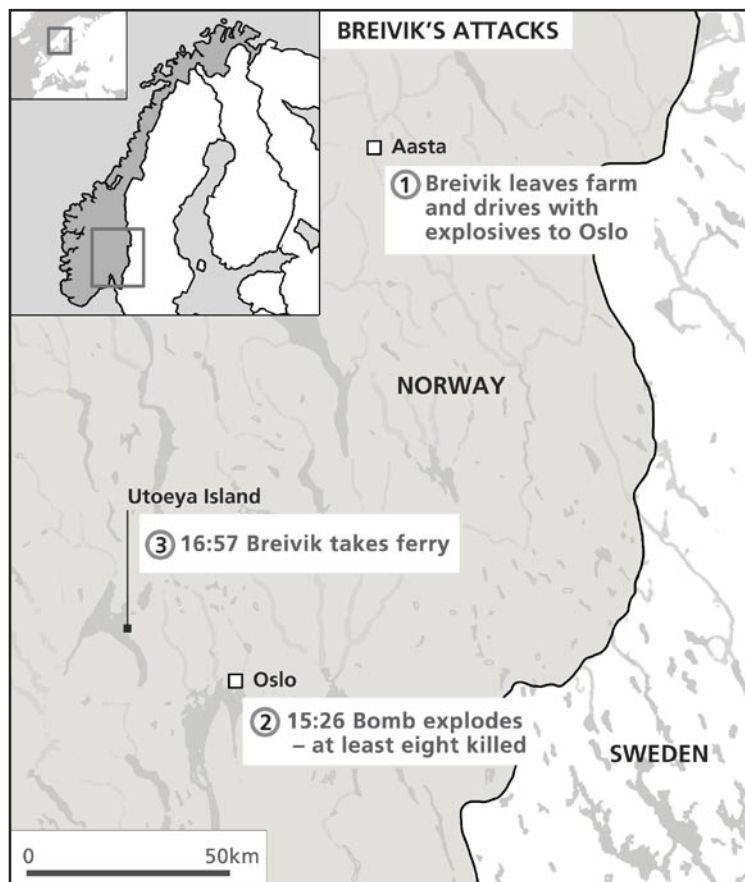 BREIVIK'S ATTACKS
Aasta
1 Breivik leaves farm
and drives with
explosives to Oslo
NORWAY
Utoeya Island
3 16:57 Breivik takes ferry
Oslo
2 15:26 Bomb explodes
– at least eight killed
SWEDEN
0 50km